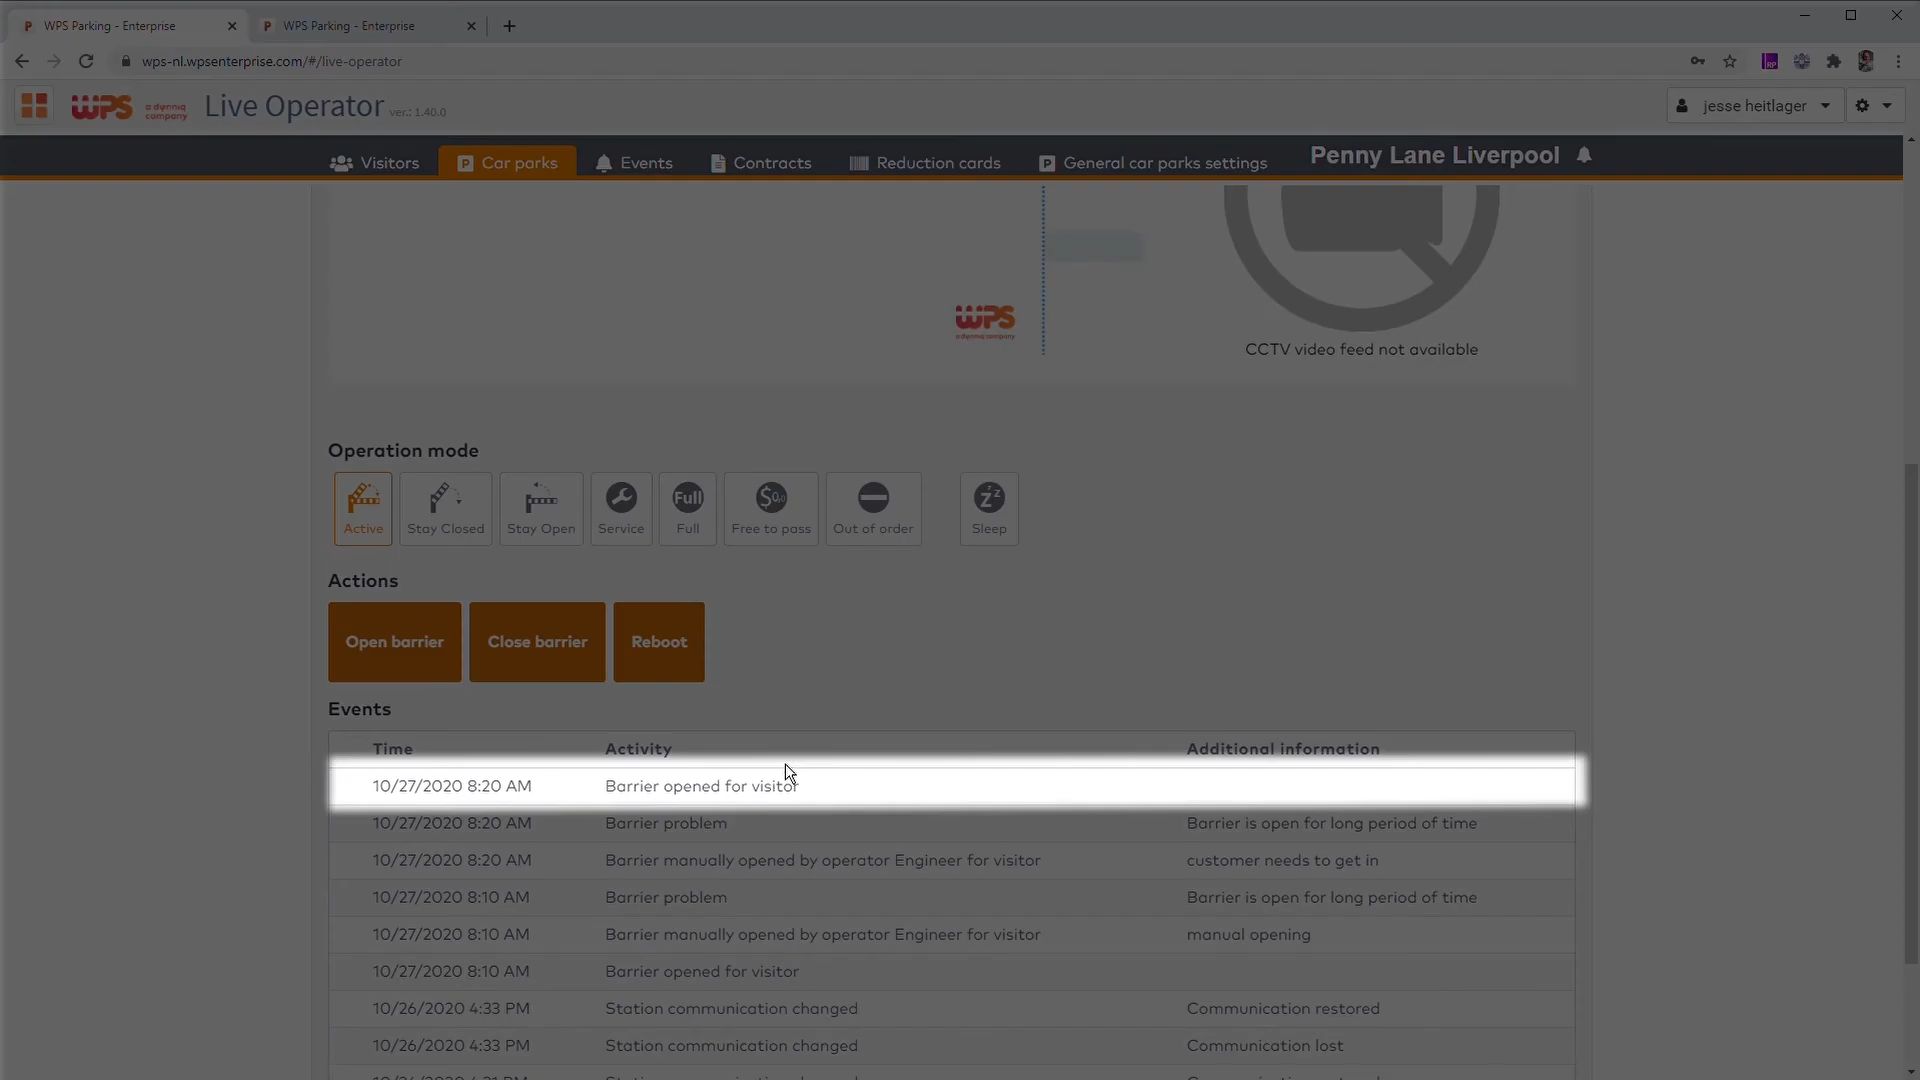 WPS Parking - Enterprise
WPS Parking - Enterprise
wps-nl.wpsenterprise.com/#/live-operator
WPS a dynniq company
Live Operator ver.: 1.40.0
jesse heitlager
Visitors
Car parks
Events
Contracts
Reduction cards
General car parks settings
Penny Lane Liverpool
WPS
a dynniq company
CCTV video feed not available
Operation mode
Active
Stay Closed
Stay Open
Service
Full
Full
Free to pass
Out of order
Sleep
Actions
Open barrier
Close barrier
Reboot
Events
Time Activity Additional information
10/27/2020 8:20 AM Barrier opened for visitor
10/27/2020 8:20 AM Barrier problem Barrier is open for long period of time
10/27/2020 8:20 AM Barrier manually opened by operator Engineer for visitor customer needs to get in
10/27/2020 8:10 AM Barrier problem Barrier is open for long period of time
10/27/2020 8:10 AM Barrier manually opened by operator Engineer for visitor manual opening
10/27/2020 8:10 AM Barrier opened for visitor
10/26/2020 4:33 PM Station communication changed Communication restored
10/26/2020 4:33 PM Station communication changed Communication lost